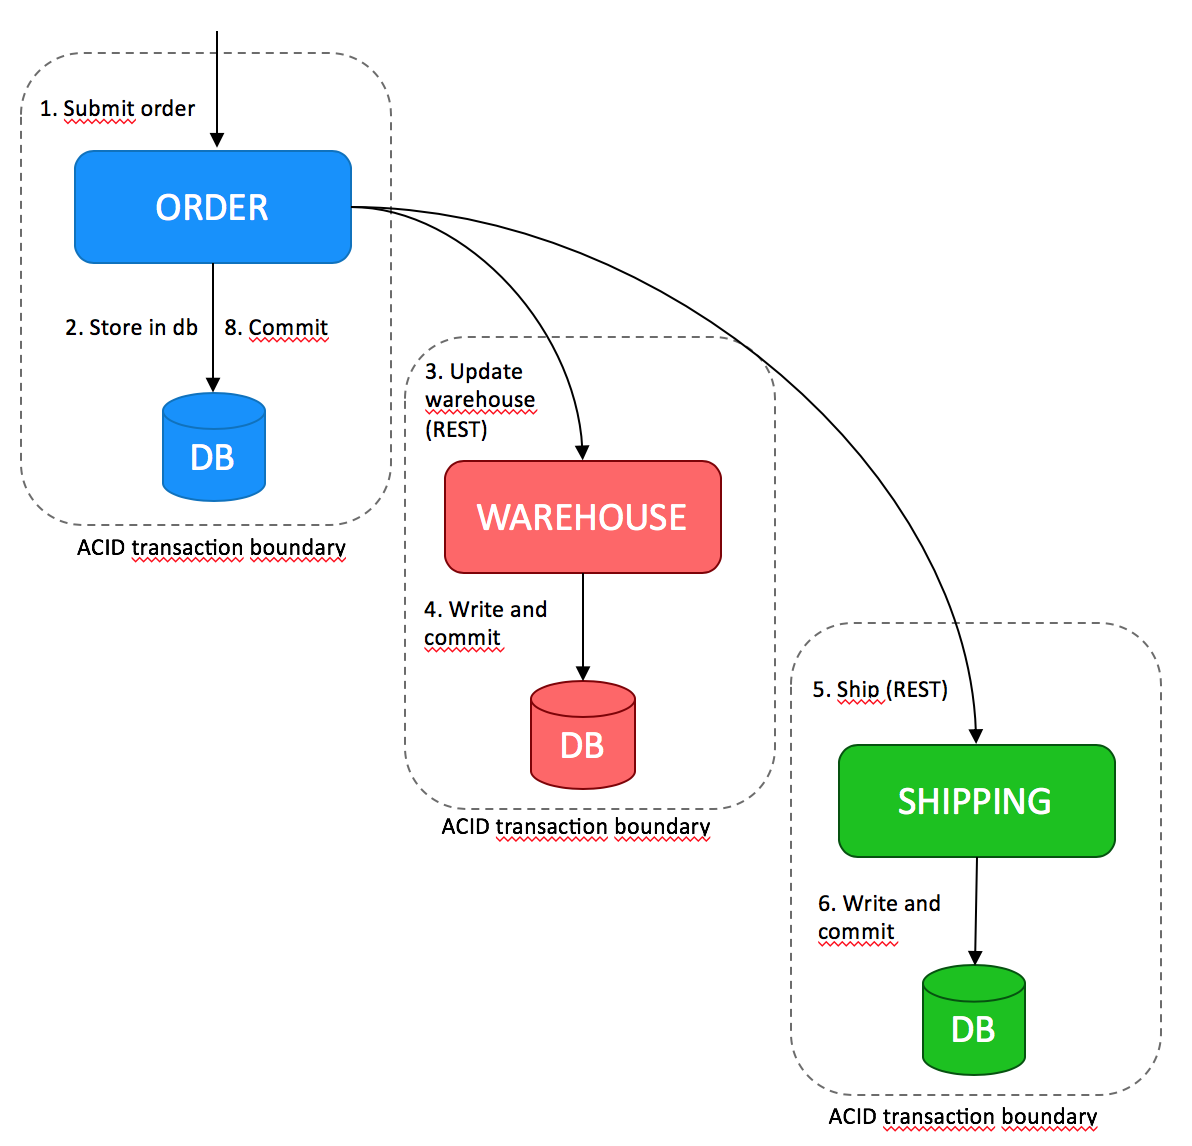 1. Submit order
ORDER
2. Store in db
8. Commit
DB
ACID transaction boundary
3. Update
warehouse
(REST)
WAREHOUSE
4. Write and
commit
DB
ACID transaction boundary
5. Ship (REST)
SHIPPING
6. Write and
commit
DB
ACID transaction boundary